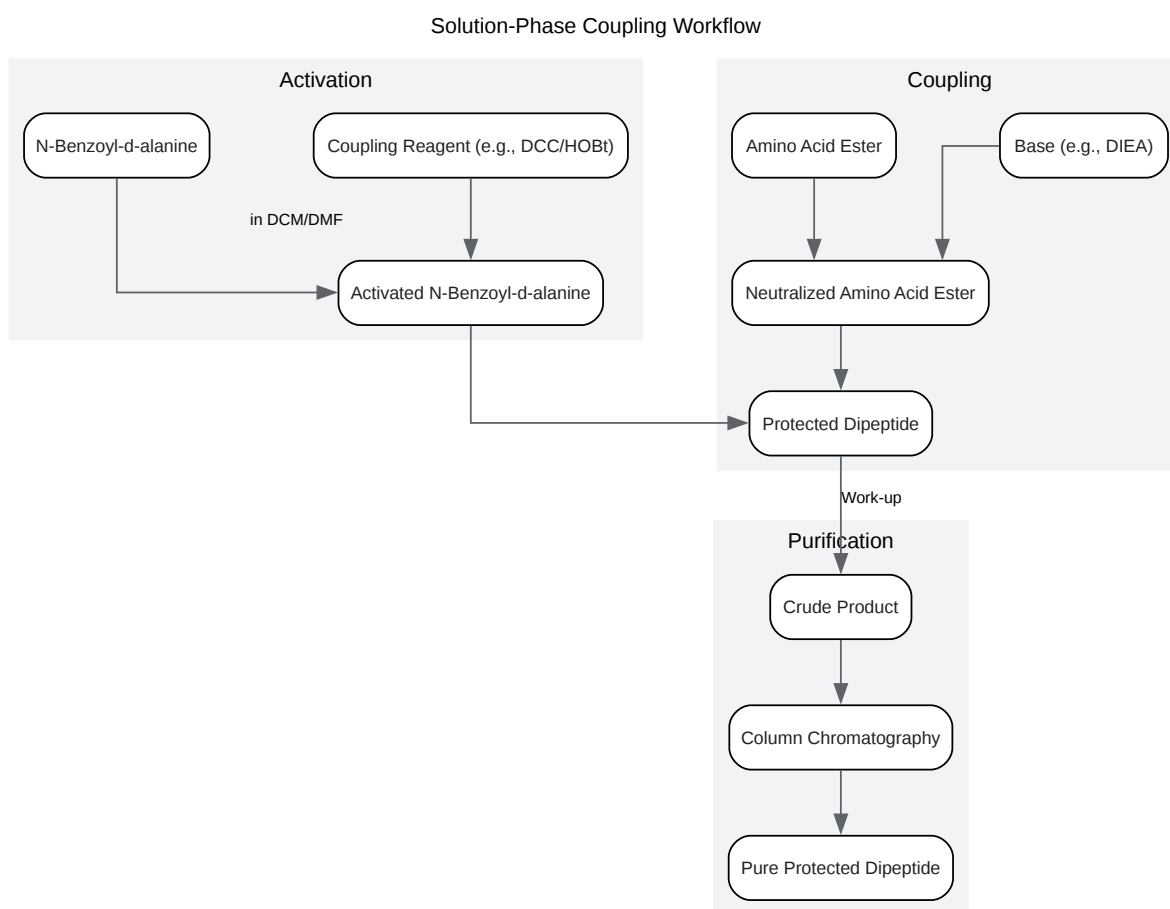 Solution-Phase Coupling Workflow
Activation
N-Benzoyl-d-alanine
Coupling Reagent (e.g., DCC/HOBt)
in DCM/DMF
Activated N-Benzoyl-d-alanine
Coupling
Amino Acid Ester
Base (e.g., DIEA)
Neutralized Amino Acid Ester
Protected Dipeptide
Work-up
Purification
Crude Product
Column Chromatography
Pure Protected Dipeptide